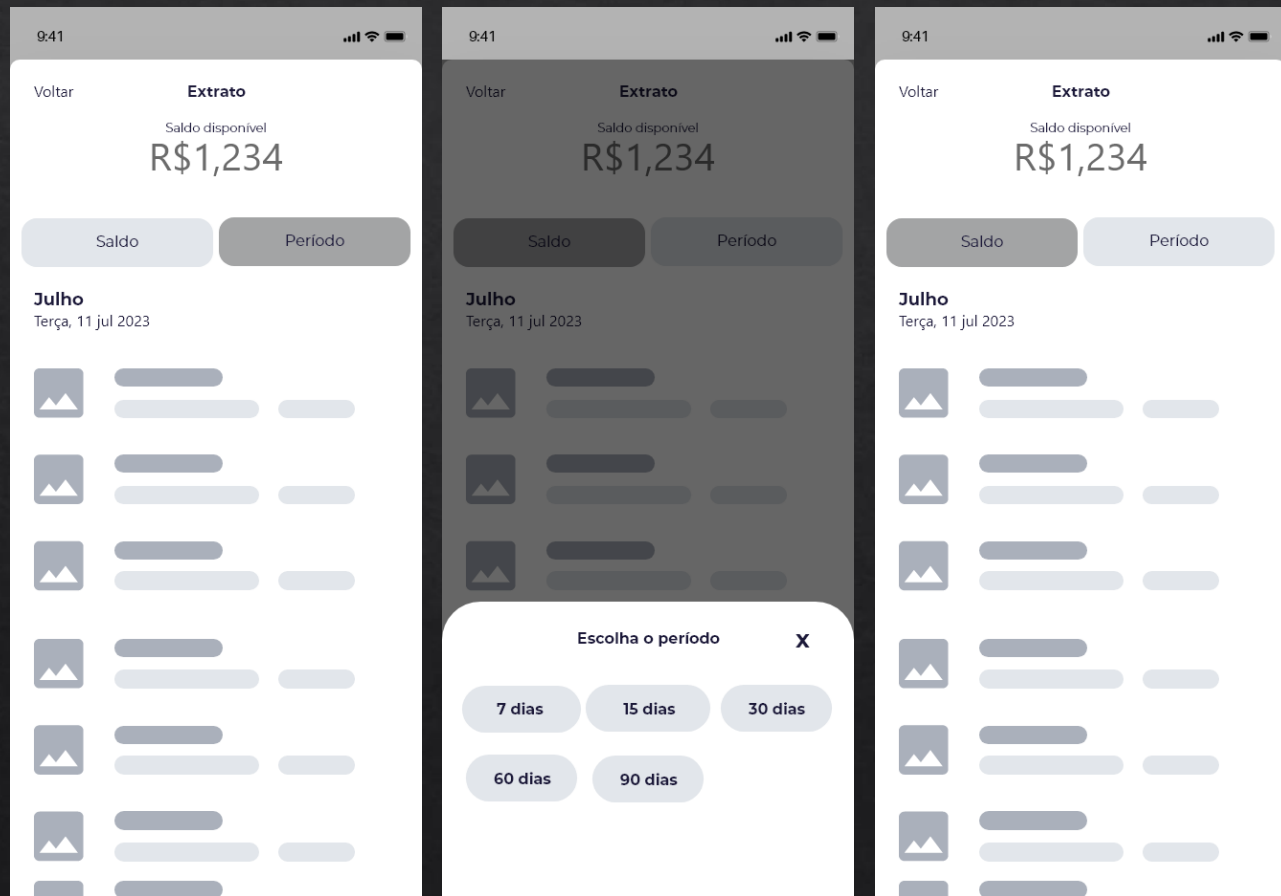 9:41
Voltar
Extrato
Saldo disponível
R$1,234
Saldo
Período
Julho
Terça, 11 jul 2023
9:41
Voltar
Extrato
Saldo disponível
R$1,234
Saldo
Período
Julho
Terça, 11 jul 2023
Escolha o período
X
7 dias
15 dias
30 dias
60 dias
90 dias
9:41
Voltar
Extrato
Saldo disponível
R$1,234
Saldo
Período
Julho
Terça, 11 jul 2023